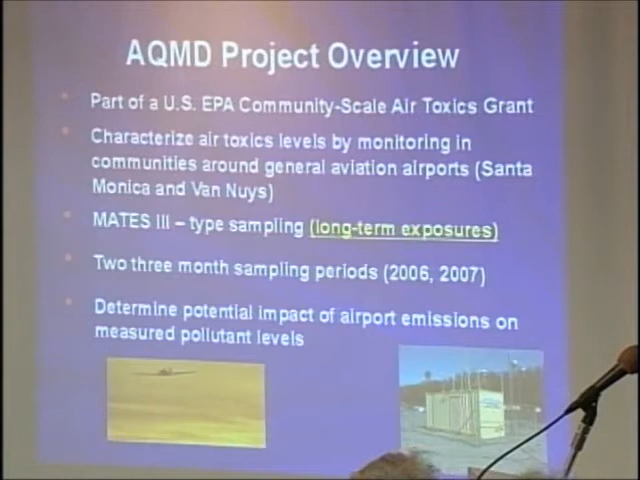 AQMD Project Overview
Part of a U.S. EPA Community-Scale Air Toxics Grant
Characterize air toxics levels by monitoring in
communities around general aviation airports (Santa
Monica and Van Nuys)
MATES III – type sampling (long-term exposures)
Two three month sampling periods (2006, 2007)
Determine potential impact of airport emissions on
measured pollutant levels